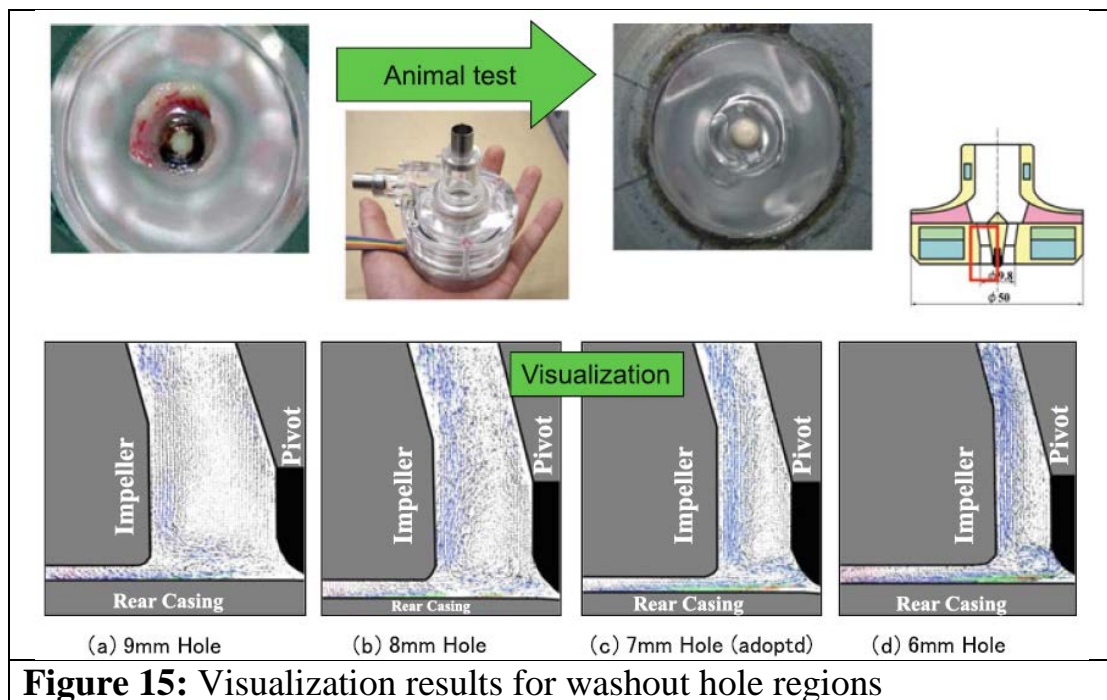 Animal test
φ9.8
φ50
Visualization
Impeller
Pivot
Rear Casing
(a) 9mm Hole
Impeller
Pivot
Rear Casing
(b) 8mm Hole
Impeller
Pivot
Rear Casing
(c) 7mm Hole (adoptd)
Impeller
Pivot
Rear Casing
(d) 6mm Hole
Figure 15: Visualization results for washout hole regions